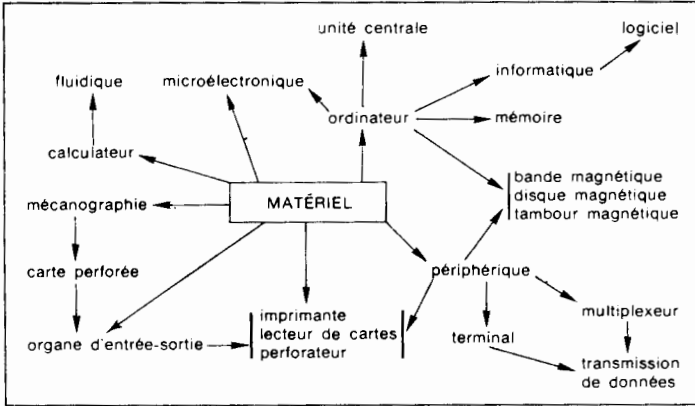 logiciel
unité centrale
informatique
fluidique
microélectronique
ordinateur
mémoire
calculateur
bande magnétique
disque magnétique
tambour magnétique
mécanographie
MATÉRIEL
carte perforée
périphérique
imprimante
lecteur de cartes
perforateur
multiplexeur
organe d'entrée-sortie
terminal
transmission
de données